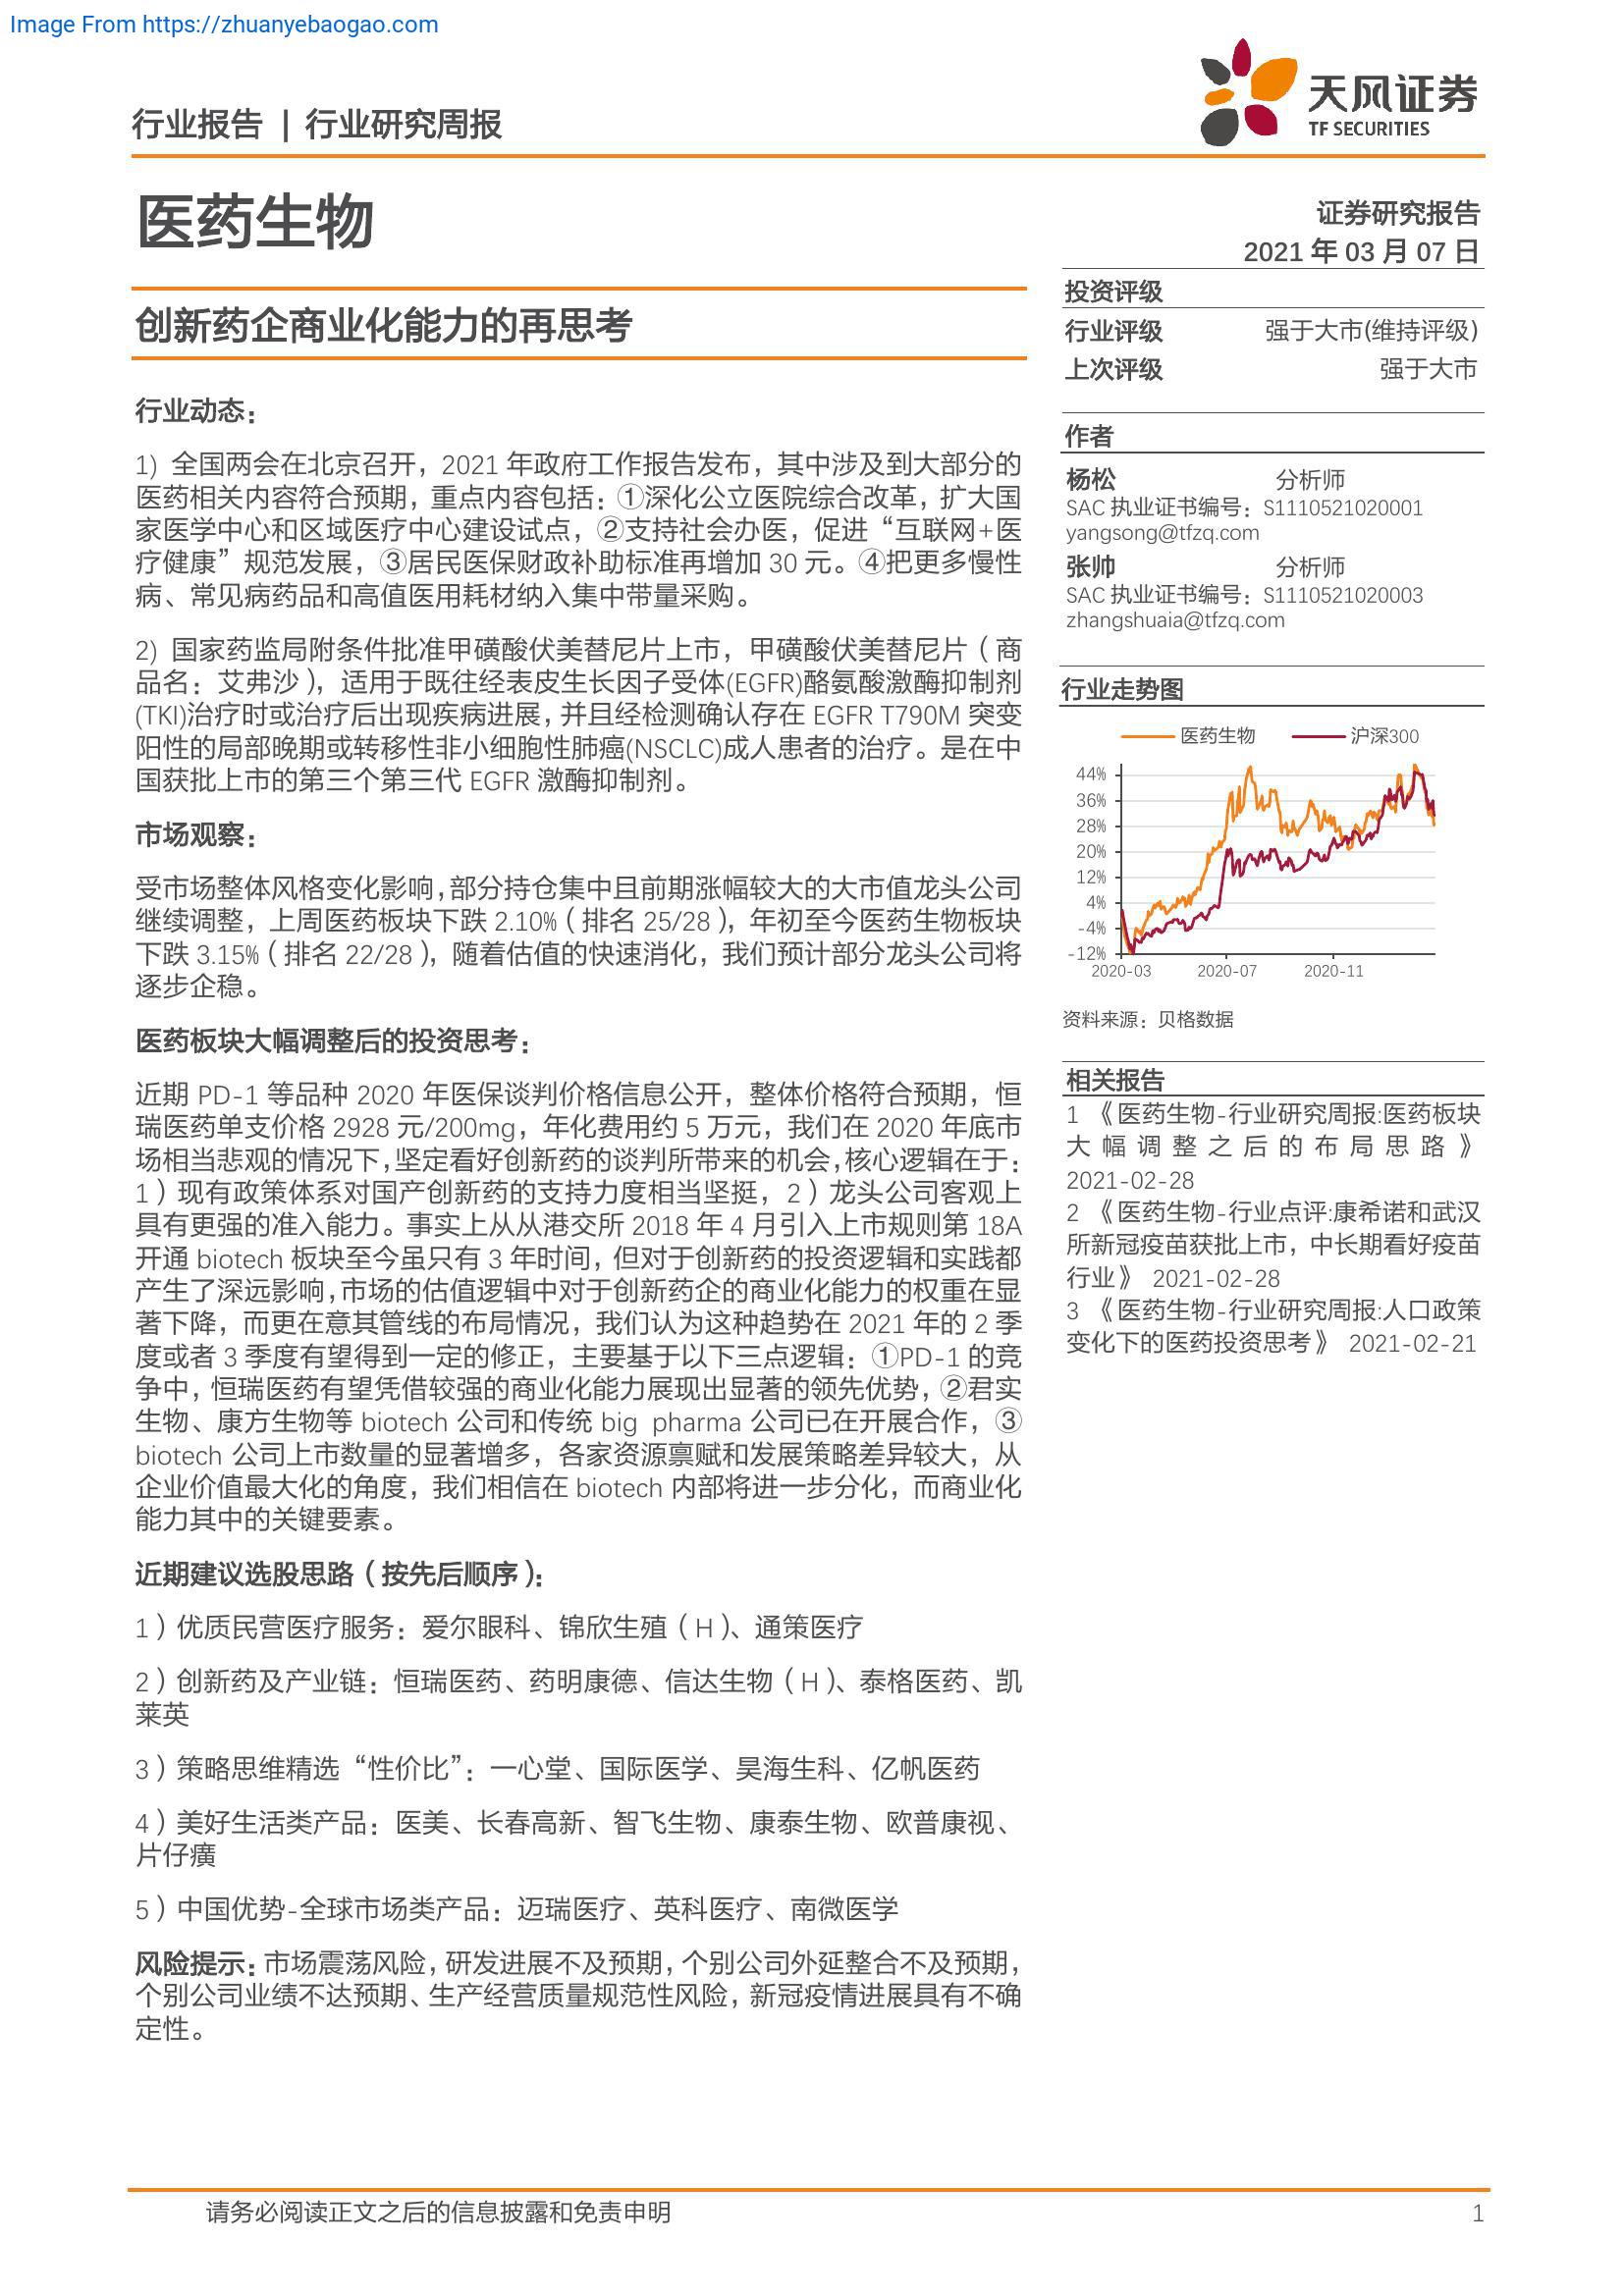 Image From https://zhuanyebaogao.com
行业报告 | 行业研究周报
天风证券
TF SECURITIES
医药生物
证券研究报告
2021 年 03 月 07 日
创新药企商业化能力的再思考
投资评级
行业评级 强于大市(维持评级)
上次评级 强于大市
作者
杨松 分析师
SAC 执业证书编号：S1110521020001
yangsong@tfzq.com
张帅 分析师
SAC 执业证书编号：S1110521020003
zhangshuaia@tfzq.com
行业走势图
医药生物 沪深300
44%
36%
28%
20%
12%
4%
-4%
-12%
2020-03 2020-07 2020-11
资料来源：贝格数据
相关报告
1 《医药生物-行业研究周报:医药板块
大幅调整之后的布局思路》
2021-02-28
2 《医药生物-行业点评:康希诺和武汉
所新冠疫苗获批上市，中长期看好疫苗
行业》 2021-02-28
3 《医药生物-行业研究周报:人口政策
变化下的医药投资思考》 2021-02-21
行业动态：
1) 全国两会在北京召开，2021 年政府工作报告发布，其中涉及到大部分的
医药相关内容符合预期，重点内容包括：①深化公立医院综合改革，扩大国
家医学中心和区域医疗中心建设试点，②支持社会办医，促进“互联网+医
疗健康”规范发展，③居民医保财政补助标准再增加 30 元。④把更多慢性
病、常见病药品和高值医用耗材纳入集中带量采购。
2) 国家药监局附条件批准甲磺酸伏美替尼片上市，甲磺酸伏美替尼片（商
品名：艾弗沙），适用于既往经表皮生长因子受体(EGFR)酪氨酸激酶抑制剂
(TKI)治疗时或治疗后出现疾病进展，并且经检测确认存在 EGFR T790M 突变
阳性的局部晚期或转移性非小细胞性肺癌(NSCLC)成人患者的治疗。是在中
国获批上市的第三个第三代 EGFR 激酶抑制剂。
市场观察：
受市场整体风格变化影响，部分持仓集中且前期涨幅较大的大市值龙头公司
继续调整，上周医药板块下跌 2.10%（排名 25/28），年初至今医药生物板块
下跌 3.15%（排名 22/28），随着估值的快速消化，我们预计部分龙头公司将
逐步企稳。
医药板块大幅调整后的投资思考：
近期 PD-1 等品种 2020 年医保谈判价格信息公开，整体价格符合预期，恒
瑞医药单支价格 2928 元/200mg，年化费用约 5 万元，我们在 2020 年底市
场相当悲观的情况下，坚定看好创新药的谈判所带来的机会，核心逻辑在于：
1）现有政策体系对国产创新药的支持力度相当坚挺，2）龙头公司客观上
具有更强的准入能力。事实上从从港交所 2018 年 4 月引入上市规则第 18A
开通 biotech 板块至今虽只有 3 年时间，但对于创新药的投资逻辑和实践都
产生了深远影响，市场的估值逻辑中对于创新药企的商业化能力的权重在显
著下降，而更在意其管线的布局情况，我们认为这种趋势在 2021 年的 2 季
度或者 3 季度有望得到一定的修正，主要基于以下三点逻辑：①PD-1 的竞
争中，恒瑞医药有望凭借较强的商业化能力展现出显著的领先优势，②君实
生物、康方生物等 biotech 公司和传统 big pharma 公司已在开展合作，③
biotech 公司上市数量的显著增多，各家资源禀赋和发展策略差异较大，从
企业价值最大化的角度，我们相信在 biotech 内部将进一步分化，而商业化
能力其中的关键要素。
近期建议选股思路（按先后顺序）：
1）优质民营医疗服务：爱尔眼科、锦欣生殖（H）、通策医疗
2）创新药及产业链：恒瑞医药、药明康德、信达生物（H）、泰格医药、凯
莱英
3）策略思维精选“性价比”：一心堂、国际医学、昊海生科、亿帆医药
4）美好生活类产品：医美、长春高新、智飞生物、康泰生物、欧普康视、
片仔癀
5）中国优势-全球市场类产品：迈瑞医疗、英科医疗、南微医学
风险提示：市场震荡风险，研发进展不及预期，个别公司外延整合不及预期，
个别公司业绩不达预期、生产经营质量规范性风险，新冠疫情进展具有不确
定性。
请务必阅读正文之后的信息披露和免责申明 1